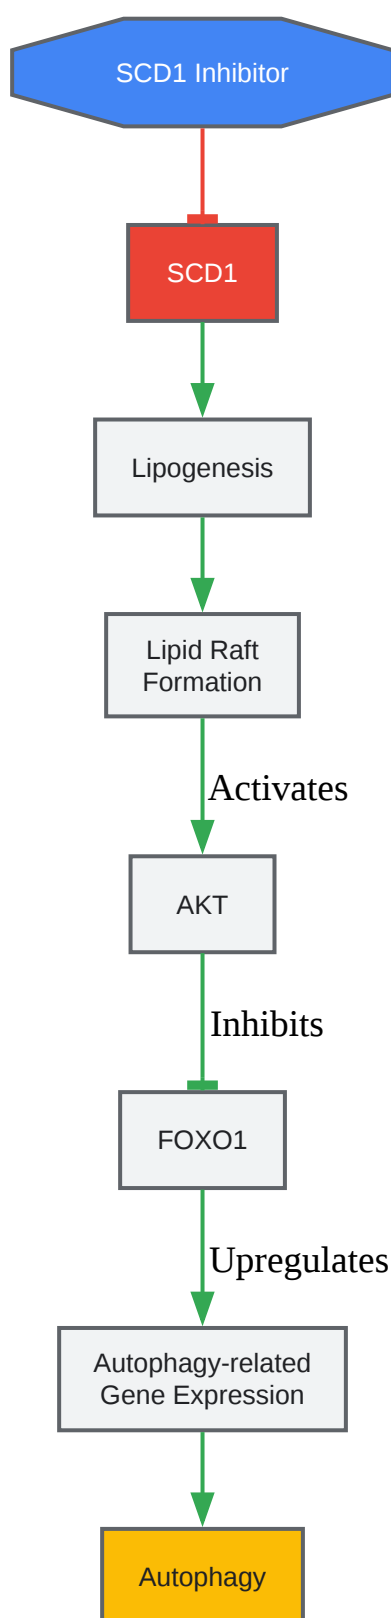 SCD1 Inhibitor
SCD1
Lipogenesis
Lipid Raft
Formation
Activates
AKT
Inhibits
FOXO1
Upregulates
Autophagy-related
Gene Expression
Autophagy